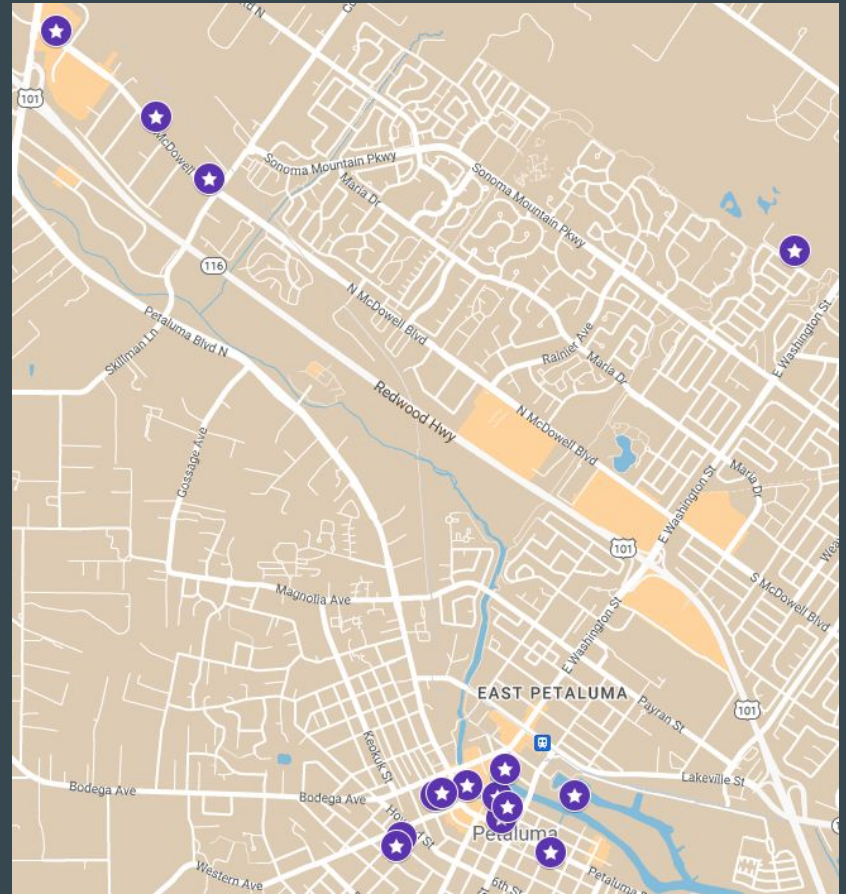 101
McDowell
Sonoma Mountain Pkwy
Maria Dr
Sonoma Mountain Pkwy
116
N McDowell Blvd
E Washington St
Petaluma Blvd N
Skillman Ln
Rainier Ave
Maria Dr
Redwood Hwy
N McDowell Blvd
Gossage Ave
Maria Dr
E Washington St
101
S McDowell Blvd
Magnolia Ave
E Washington St
EAST PETALUMA
Payran St
101
Keokuk St
Lakeville St
Bodega Ave
Bodega Ave
Petaluma
Western Ave
6th St